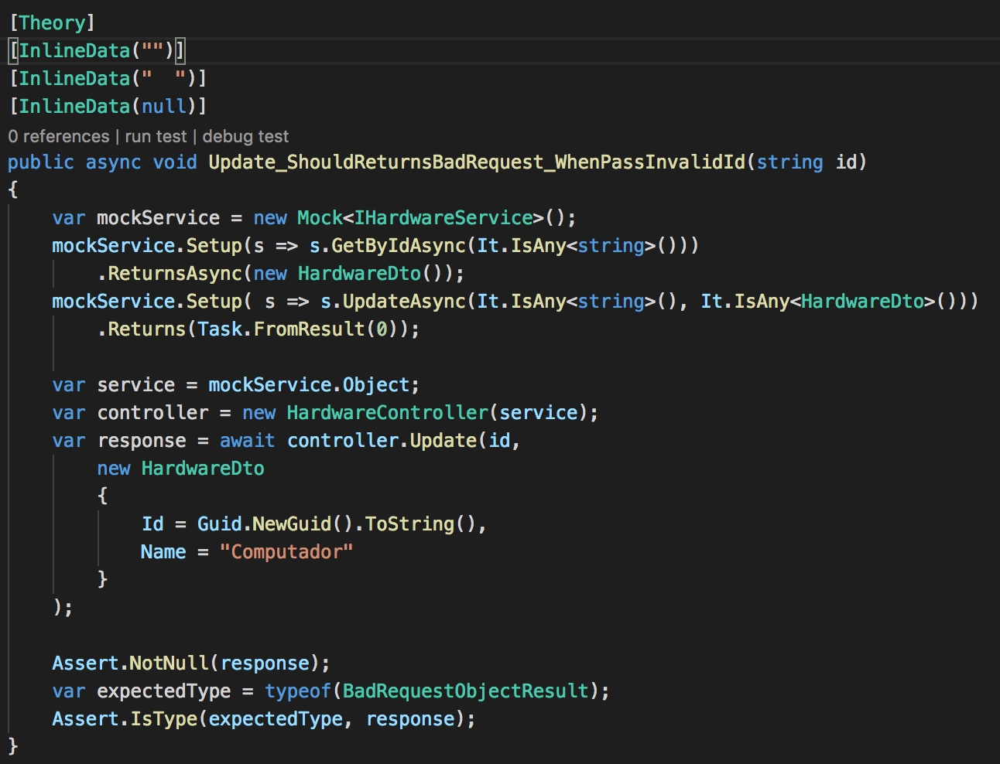 [Theory]
[InlineData("")]
[InlineData("  ")]
[InlineData(null)]
0 references | run test | debug test
public async void Update_ShouldReturnsBadRequest_WhenPassInvalidId(string id)
{
    var mockService = new Mock<IHardwareService>();
    mockService.Setup(s => s.GetByIdAsync(It.IsAny<string>()))
        .ReturnsAsync(new HardwareDto());
    mockService.Setup( s => s.UpdateAsync(It.IsAny<string>(), It.IsAny<HardwareDto>()))
        .Returns(Task.FromResult(0));

    var service = mockService.Object;
    var controller = new HardwareController(service);
    var response = await controller.Update(id,
        new HardwareDto
        {
            Id = Guid.NewGuid().ToString(),
            Name = "Computador"
        }
    );

    Assert.NotNull(response);
    var expectedType = typeof(BadRequestObjectResult);
    Assert.IsType(expectedType, response);
}